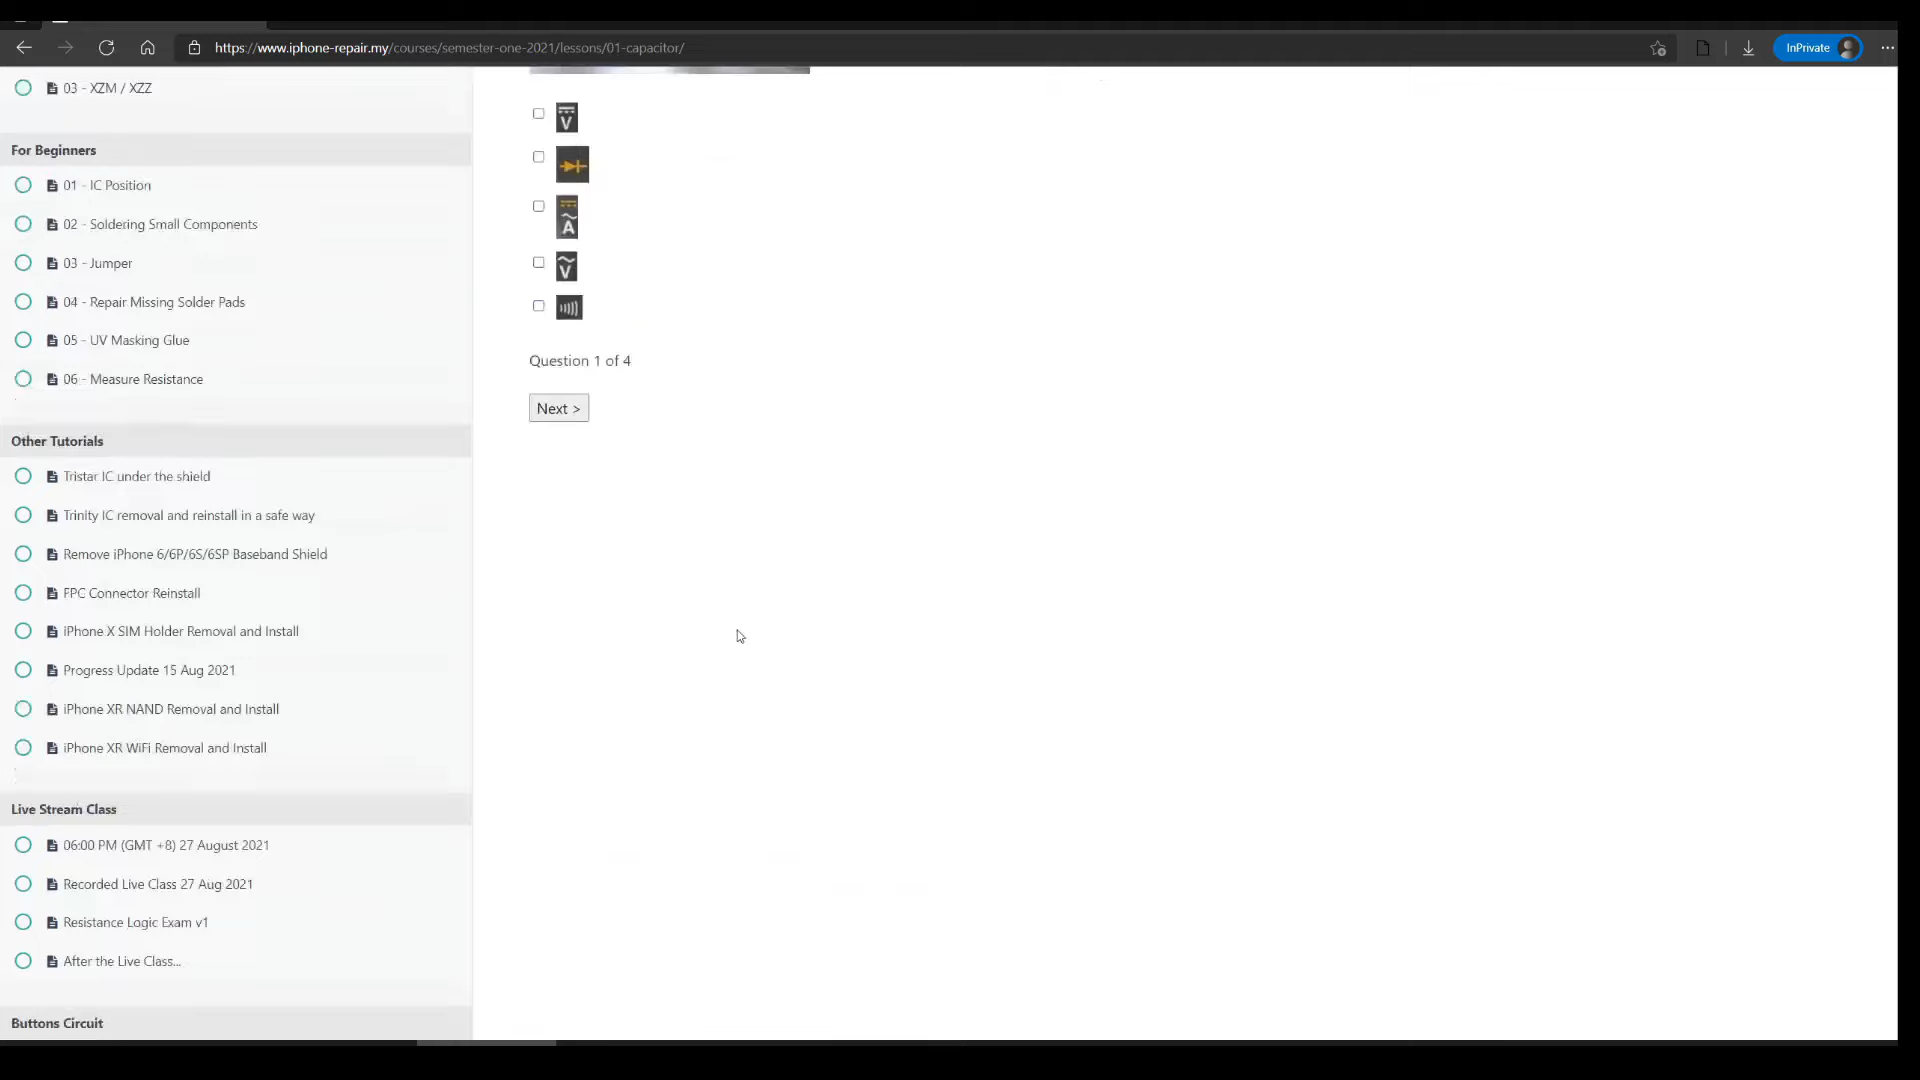 https://www.iphone-repair.my/courses/semester-one-2021/lessons/01-capacitor/
InPrivate
03 - XZM / XZZ
For Beginners
01 - IC Position
02 - Soldering Small Components
03 - Jumper
04 - Repair Missing Solder Pads
05 - UV Masking Glue
06 - Measure Resistance
Other Tutorials
Tristar IC under the shield
Trinity IC removal and reinstall in a safe way
Remove iPhone 6/6P/6S/6SP Baseband Shield
FPC Connector Reinstall
iPhone X SIM Holder Removal and Install
Progress Update 15 Aug 2021
iPhone XR NAND Removal and Install
iPhone XR WiFi Removal and Install
Live Stream Class
06:00 PM (GMT +8) 27 August 2021
Recorded Live Class 27 Aug 2021
Resistance Logic Exam v1
After the Live Class...
Buttons Circuit
V
A
V
Question 1 of 4
Next >